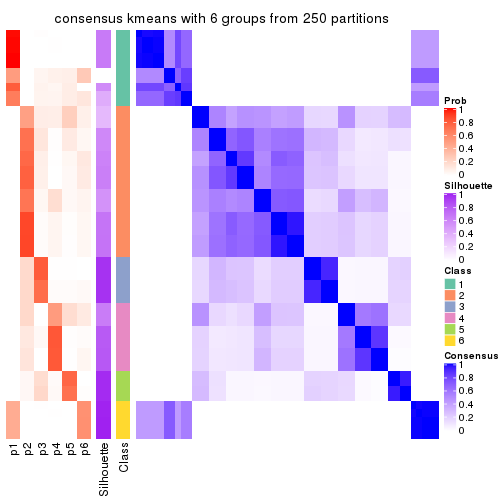 consensus kmeans with 6 groups from 250 partitions
Prob
1
0.8
0.6
0.4
0.2
0
Silhouette
1
0.8
0.6
0.4
0.2
0
Class
1
2
3
4
5
6
Consensus
1
0.8
0.6
0.4
0.2
0
p1
p2
p3
p4
p5
p6
Silhouette
Class